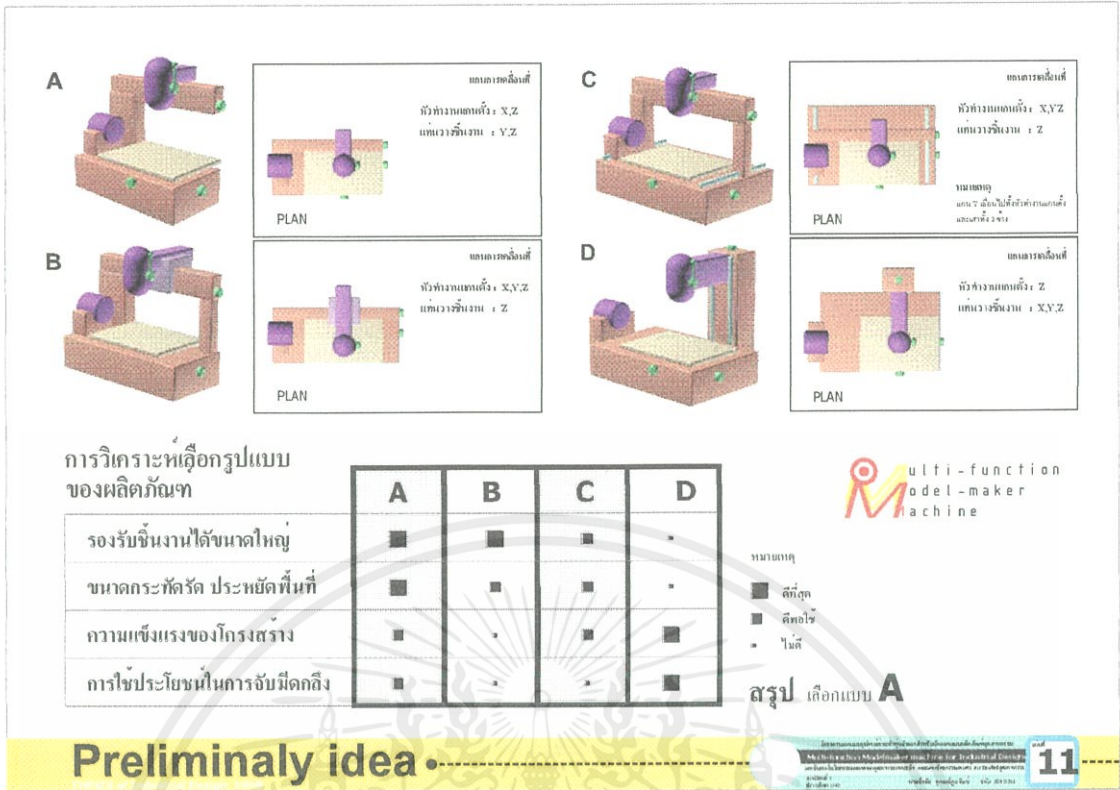 A
แกนการเคลื่อนที่
หัวทำงานแกนตั้ง : X,Z
แท่นวางชิ้นงาน : Y,Z
PLAN
C
แกนการเคลื่อนที่
หัวทำงานแกนตั้ง : X,Y,Z
แท่นวางชิ้นงาน : Z
หมายเหตุ
PLAN
B
แกนการเคลื่อนที่
หัวทำงานแกนตั้ง : X,Y,Z
แท่นวางชิ้นงาน : Z
PLAN
D
แกนการเคลื่อนที่
หัวทำงานแกนตั้ง : Z
แท่นวางชิ้นงาน : X,Y,Z
PLAN
การวิเคราะห์เลือกรูปแบบ
ของผลิตภัณฑ
A B C D
รองรับชิ้นงานได้ขนาดใหญ่
ขนาดกระทัดรัด ประหยัดพื้นที่
ความแข็งแรงของโครงสร้าง
การใช้ประโยชน์ในการจับมีดกลึง
Multi-function
Model-maker
Machine
หมายเหตุ
ดีที่สุด
ดีพอใช้
ไม่ดี
สรุป เลือกแบบ A
Preliminaly idea
Multi-function Modelmaker machine for Industrial Design
แผ่นที่
11